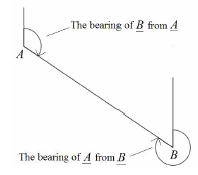 The bearing of B from A
A
The bearing of A from B
B